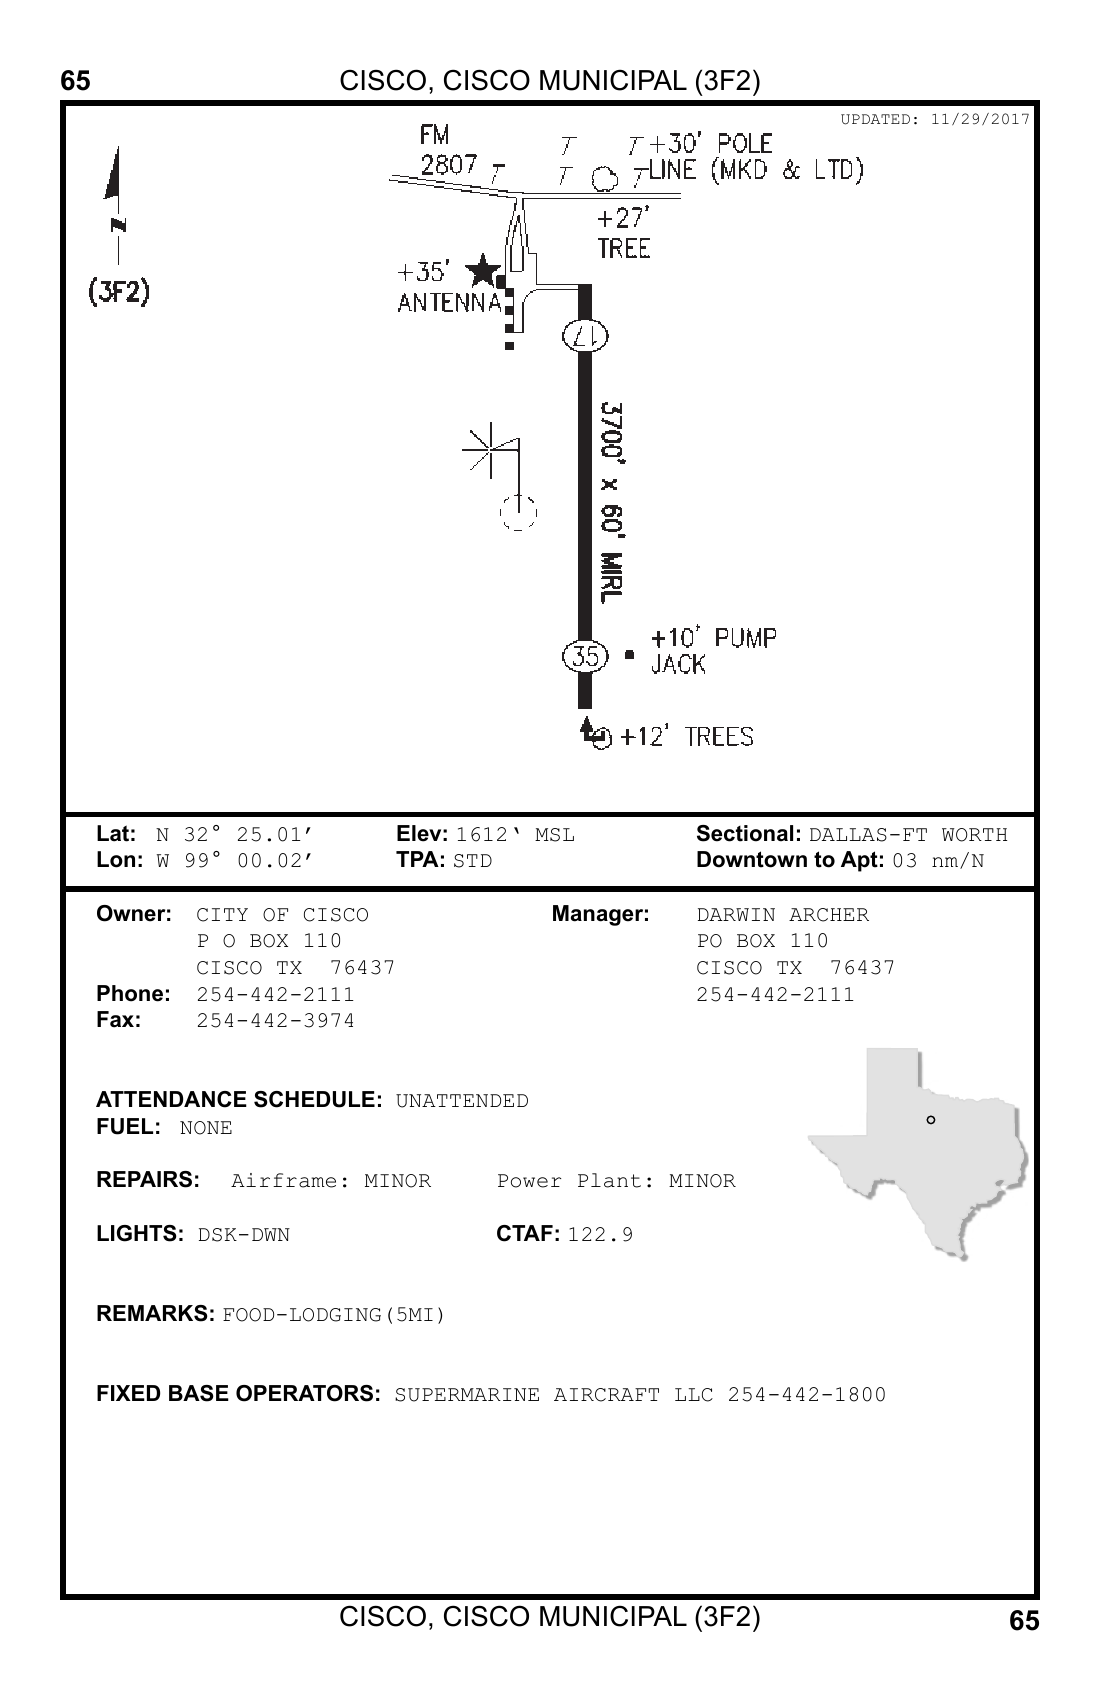 65
CISCO, CISCO MUNICIPAL (3F2)
UPDATED: 11/29/2017
FM
2807
+30' POLE
LINE (MKD & LTD)
+27'
TREE
N
(3F2)
+35'
ANTENNA
17
3700' x 60' MIRL
35
+10' PUMP
JACK
+12' TREES
Lat: N 32° 25.01′ Elev: 1612‛ MSL Sectional: DALLAS-FT WORTH
Lon: W 99° 00.02′ TPA: STD Downtown to Apt: 03 nm/N
Owner: CITY OF CISCO Manager: DARWIN ARCHER
P O BOX 110 PO BOX 110
CISCO TX 76437 CISCO TX 76437
Phone: 254-442-2111 254-442-2111
Fax: 254-442-3974
ATTENDANCE SCHEDULE: UNATTENDED
FUEL: NONE
REPAIRS: Airframe: MINOR Power Plant: MINOR
LIGHTS: DSK-DWN CTAF: 122.9
REMARKS: FOOD-LODGING(5MI)
FIXED BASE OPERATORS: SUPERMARINE AIRCRAFT LLC 254-442-1800
CISCO, CISCO MUNICIPAL (3F2)
65